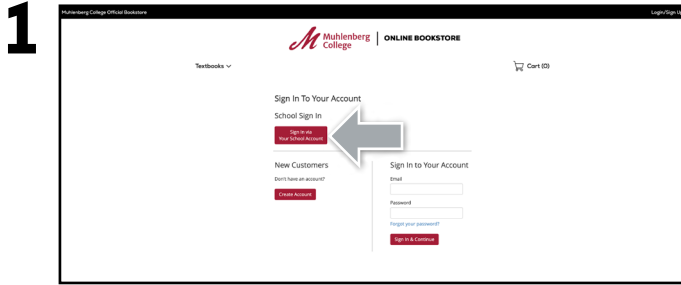 1
Muhlenberg College Official Bookstore
Login/Sign Up
Muhlenberg
College
ONLINE BOOKSTORE
Textbooks
Cart (0)
Sign In To Your Account
School Sign In
Sign In via
Your School Account
New Customers
Don't have an account?
Create Account
Sign In to Your Account
Email
Password
Forgot your password?
Sign In & Continue